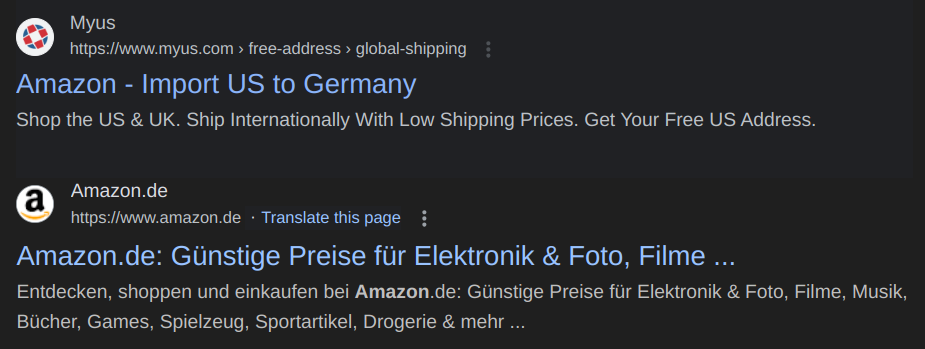 Myus
https://www.myus.com › free-address › global-shipping
Amazon - Import US to Germany
Shop the US & UK. Ship Internationally With Low Shipping Prices. Get Your Free US Address.
a
Amazon.de
https://www.amazon.de · Translate this page
Amazon.de: Günstige Preise für Elektronik & Foto, Filme ...
Entdecken, shoppen und einkaufen bei Amazon.de: Günstige Preise für Elektronik & Foto, Filme, Musik,
Bücher, Games, Spielzeug, Sportartikel, Drogerie & mehr ...